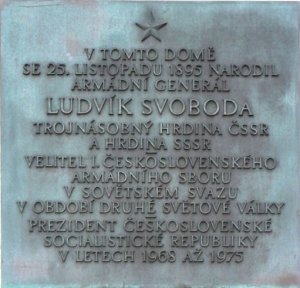 V TOMTO DOMĚ
SE 25. LISTOPADU 1895 NARODIL
ARMÁDNÍ GENERÁL
LUDVÍK SVOBODA
TROJNÁSOBNÝ HRDINA ČSSR
A HRDINA SSSR
VELITEL I. ČESKOSLOVENSKÉHO
ARMÁDNÍHO SBORU
V SOVĚTSKÉM SVAZU
V OBDOBÍ DRUHÉ SVĚTOVÉ VÁLKY
PREZIDENT ČESKOSLOVENSKÉ
SOCIALISTICKÉ REPUBLIKY
V LETECH 1968 AŽ 1975